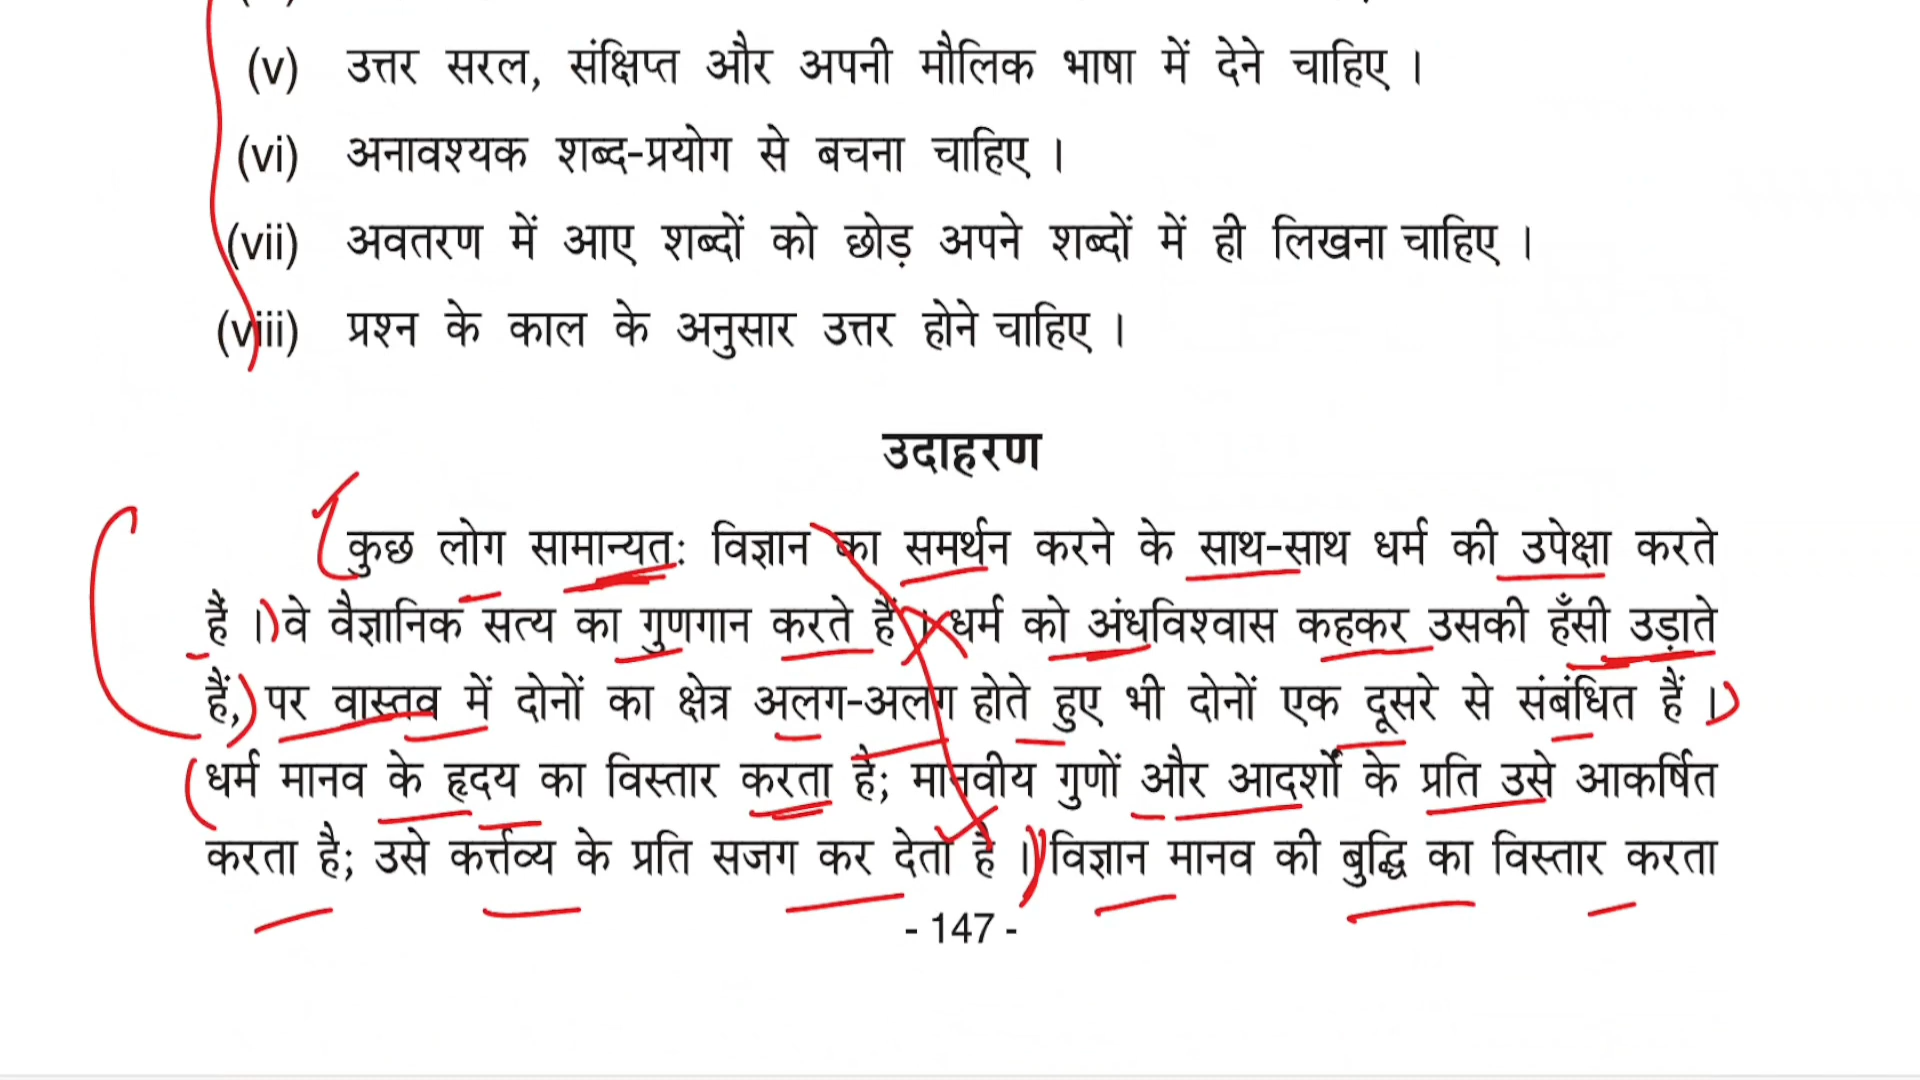 (v) उत्तर सरल, संक्षिप्त और अपनी मौलिक भाषा में देने चाहिए ।
(vi) अनावश्यक शब्द-प्रयोग से बचना चाहिए ।
(vii) अवतरण में आए शब्दों को छोड़ अपने शब्दों में ही लिखना चाहिए ।
(viii) प्रश्न के काल के अनुसार उत्तर होने चाहिए ।
उदाहरण
कुछ लोग सामान्यतः विज्ञान का समर्थन करने के साथ-साथ धर्म की उपेक्षा करते
हैं । वे वैज्ञानिक सत्य का गुणगान करते हैं । धर्म को अंधविश्वास कहकर उसकी हँसी उड़ाते
हैं, पर वास्तव में दोनों का क्षेत्र अलग-अलग होते हुए भी दोनों एक दूसरे से संबंधित हैं ।
धर्म मानव के हृदय का विस्तार करता है; मानवीय गुणों और आदर्शों के प्रति उसे आकर्षित
करता है; उसे कर्त्तव्य के प्रति सजग कर देता है । विज्ञान मानव की बुद्धि का विस्तार करता
- 147 -